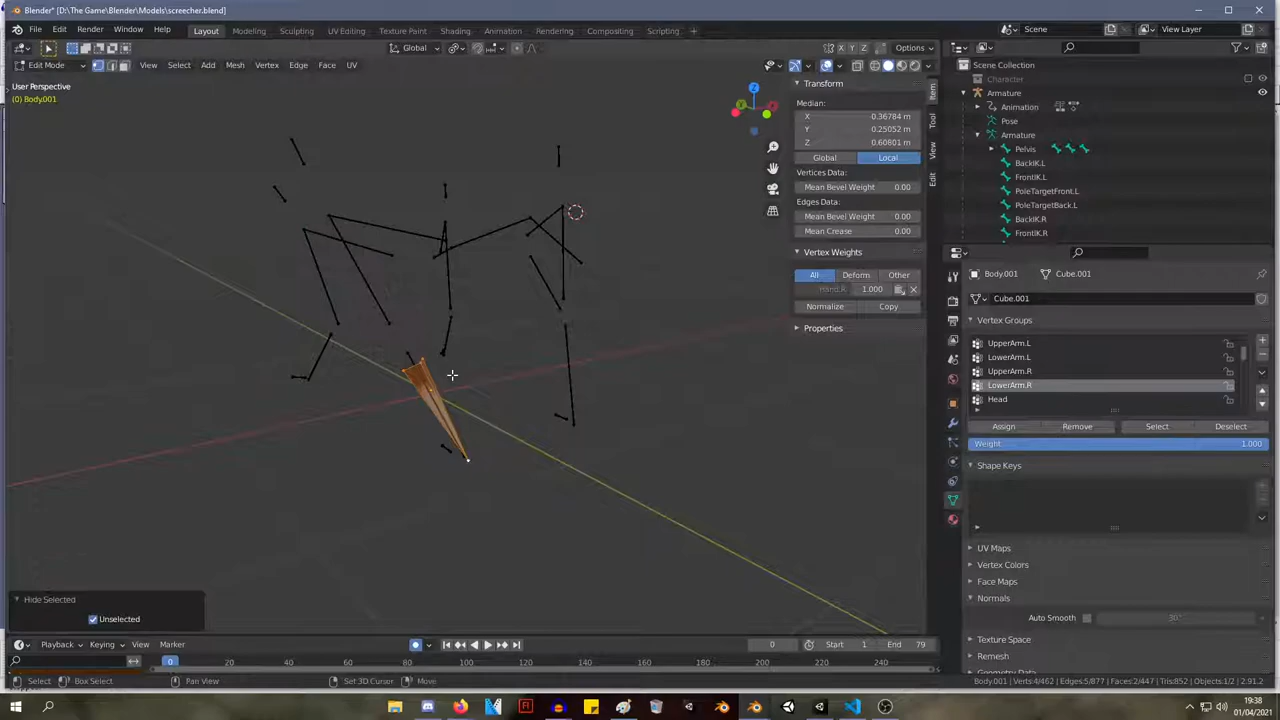 Blender* [D:\The Game\Blender\Models\screecher.blend]
File Edit Render Window Help Layout Modeling Sculpting UV Editing Texture Paint Shading Animation Rendering Compositing Scripting Scene View Layer
Global X Y Z Options
Edit Mode View Select Add Mesh Vertex Edge Face UV
User Perspective
(0) Body.001
Z
Transform
Median:
X 0.36784 m
Y 0.25052 m
Z 0.60801 m
Global Local
Vertices Data:
Mean Bevel Weight 0.00
Edges Data:
Mean Bevel Weight 0.00
Mean Crease 0.00
Vertex Weights
All Deform Other
Hand.R 1.000
Normalize Copy
Properties
Item
Tool
View
Edit
Scene Collection
Character
Armature
Animation
Pose
Armature
Pelvis
BackIK.L
FrontIK.L
PoleTargetFront.L
PoleTargetBack.L
BackIK.R
FrontIK.R
Body.001 Cube.001
Cube.001
Vertex Groups
UpperArm.L
LowerArm.L
UpperArm.R
LowerArm.R
Head
Assign Remove Select Deselect
Weight 1.000
Shape Keys
UV Maps
Vertex Colors
Face Maps
Normals
Auto Smooth 30°
Texture Space
Remesh
Geometry Data
Hide Selected
Unselected
Playback Keying View Marker 0 Start 1 End 79
0 20 40 60 80 100 120 140 160 180 200 220 240
Select Box Select Pan View Set 3D Cursor Move Body.001 | Verts:4/462 | Edges:5/877 | Faces:2/447 | Tris:852 | Objects:1/2 | 2.91.2
19:38
01/04/2021